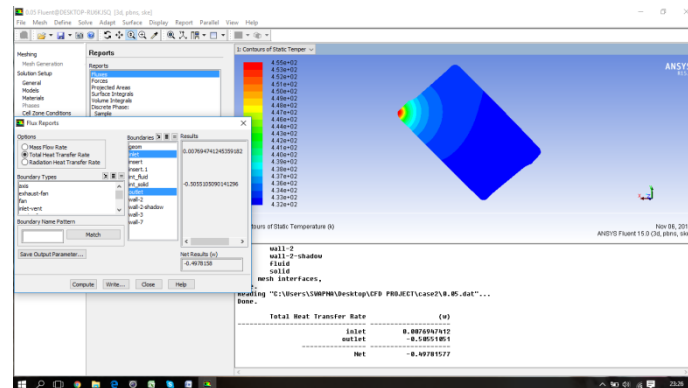 0.05 Fluent@DESKTOP-RUKKJSQ [3d, pbns, ske]
File Mesh Define Solve Adapt Surface Display Report Parallel View Help
Meshing
Mesh Generation
Solution Setup
General
Models
Materials
Phases
Cell Zone Conditions
Reports
Reports
Fluxes
Forces
Projected Areas
Surface Integrals
Volume Integrals
Discrete Phase:
Sample
1: Contours of Static Temper
4.55e+02
4.53e+02
4.52e+02
4.51e+02
4.50e+02
4.49e+02
4.48e+02
4.47e+02
4.46e+02
4.44e+02
4.43e+02
4.42e+02
4.41e+02
4.40e+02
4.39e+02
4.38e+02
4.37e+02
4.36e+02
4.34e+02
4.33e+02
4.32e+02
ANSYS
Contours of Static Temperature (k)
Nov 08, 201
ANSYS Fluent 15.0 (3d, pbns, ske
Flux Reports
Options
Mass Flow Rate
Total Heat Transfer Rate
Radiation Heat Transfer Rate
Boundary Types
axis
exhaust-fan
fan
inlet-vent
Boundary Name Pattern
Match
Save Output Parameter...
Boundaries
geom
inlet
insert
insert.1
int_fluid
int_solid
outlet
wall-2
wall-2-shadow
wall-3
wall-7
Results
0.00769474124535918
-0.505510509014129
Net Results (w)
-0.4978158
Compute Write... Close Help
wall-2
wall-2-shadow
fluid
solid
mesh interfaces,
Reading "C:\Users\SWAPNA\Desktop\CFD PROJECT\case2\0.05.dat"...
Done.
Total Heat Transfer Rate (w)
inlet 0.0076947412
outlet -0.50551051
Net -0.49781577
23:28